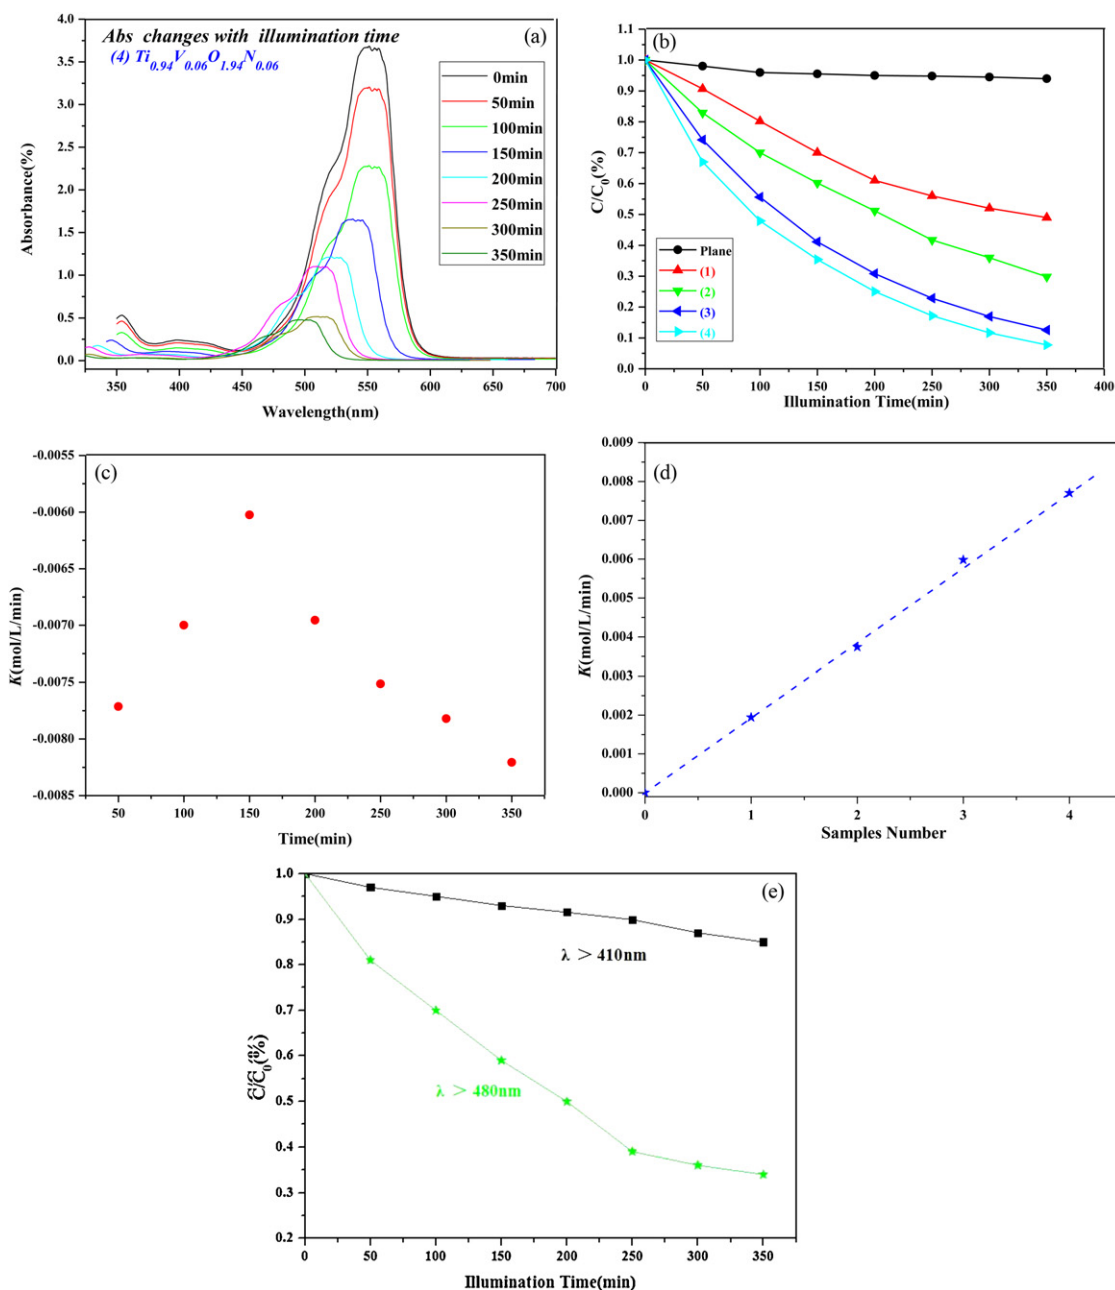 (a)
Abs changes with illumination time
(4) Ti0.94V0.06O1.94N0.06
0min
50min
100min
150min
200min
250min
300min
350min
4.0
3.5
3.0
2.5
2.0
1.5
1.0
0.5
0.0
Absorbance(%)
350 400 450 500 550 600 650 700
Wavelength(nm)
(b)
1.1
1.0
0.9
0.8
0.7
0.6
0.5
0.4
0.3
0.2
0.1
0.0
C/C0(%)
Plane
(1)
(2)
(3)
(4)
0 50 100 150 200 250 300 350 400
Illumination Time(min)
(c)
-0.0055
-0.0060
-0.0065
-0.0070
-0.0075
-0.0080
-0.0085
K(mol/L/min)
50 100 150 200 250 300 350
Time(min)
(d)
0.009
0.008
0.007
0.006
0.004
0.003
0.002
0.001
0.000
K(mol/L/min)
0 1 2 3 4
Samples Number
(e)
1.0
0.9
0.8
0.7
0.6
0.5
0.4
0.3
0.2
C/C0(%)
λ > 410nm
λ > 480nm
0 50 100 150 200 250 300 350
Illumination Time(min)